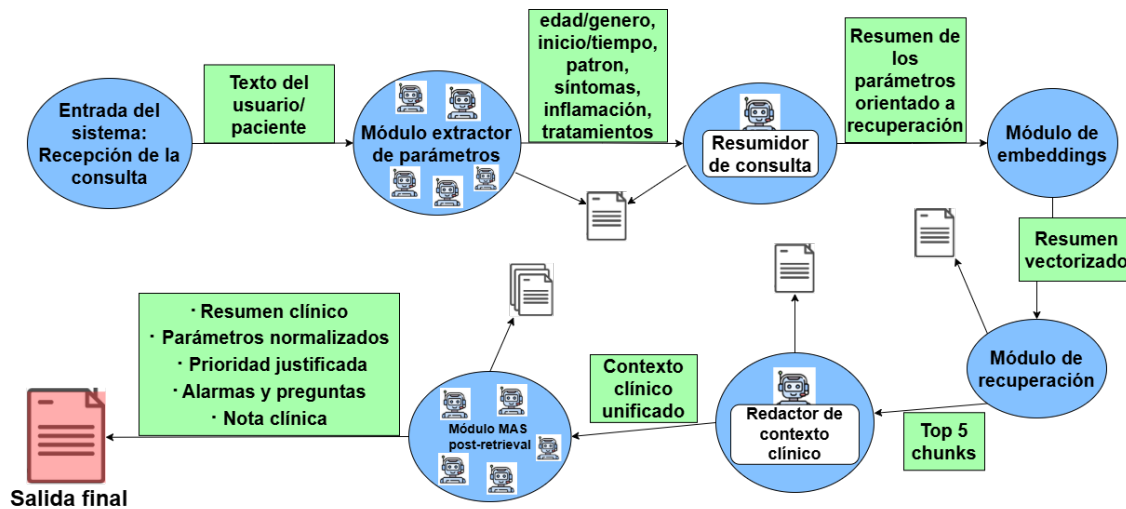 Entrada del
sistema:
Recepción de la
consulta
Texto del
usuario/
paciente
Módulo extractor
de parámetros
edad/genero,
inicio/tiempo,
patron,
síntomas,
inflamación,
tratamientos
Resumidor
de consulta
Resumen de
los
parámetros
orientado a
recuperación
Módulo de
embeddings
Resumen
vectorizado
Módulo de
recuperación
Top 5
chunks
Redactor de
contexto
clínico
Contexto
clínico
unificado
Módulo MAS
post-retrieval
· Resumen clínico
· Parámetros normalizados
· Prioridad justificada
· Alarmas y preguntas
· Nota clínica
Salida final